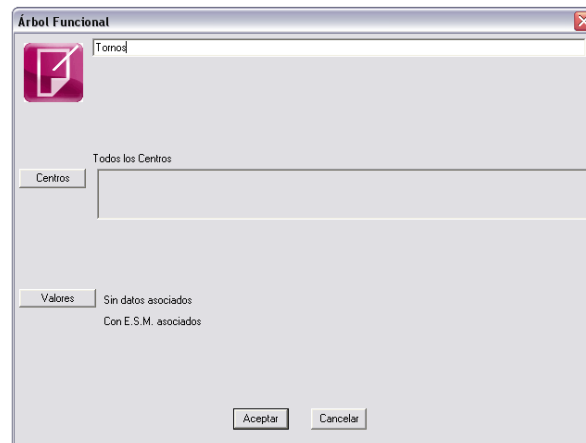 Árbol Funcional
Tornos
Todos los Centros
Centros
Valores
Sin datos asociados
Con E.S.M. asociados
Aceptar
Cancelar